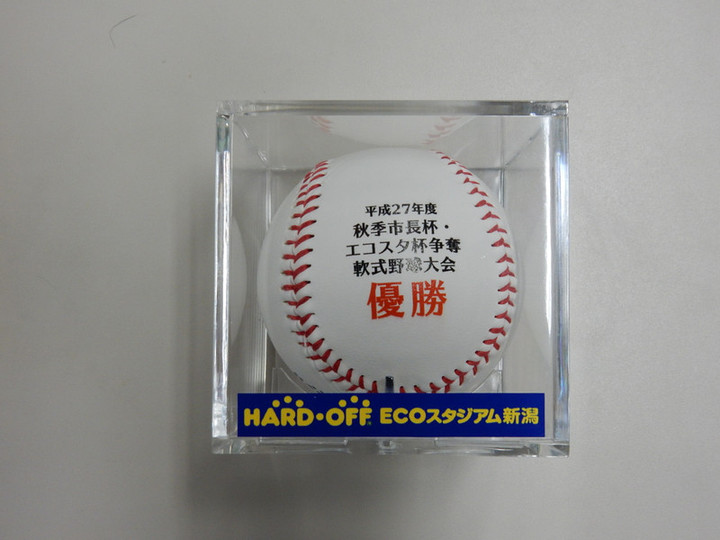 平成27年度
秋季市長杯・
エコスタ杯争奪
軟式野球大会
優勝
HARD・OFF ECOスタジアム新潟